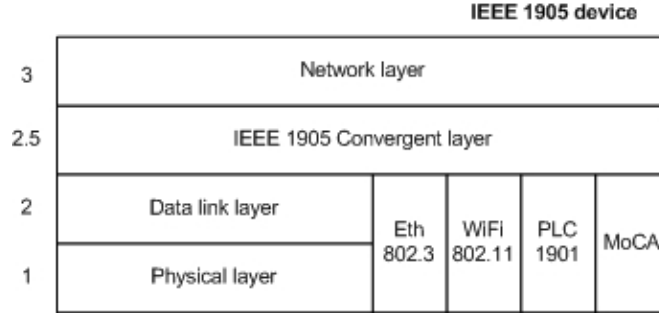 IEEE 1905 device
3
Network layer
2.5
IEEE 1905 Convergent layer
2
Data link layer
Eth
802.3
WiFi
802.11
PLC
1901
MoCA
1
Physical layer